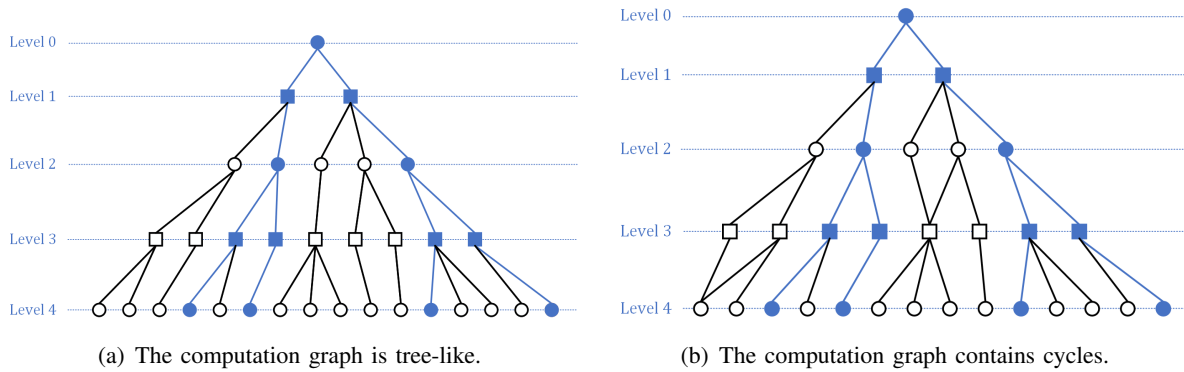 Level 0
Level 1
Level 2
Level 3
Level 4
(a) The computation graph is tree-like.
Level 0
Level 1
Level 2
Level 3
Level 4
(b) The computation graph contains cycles.